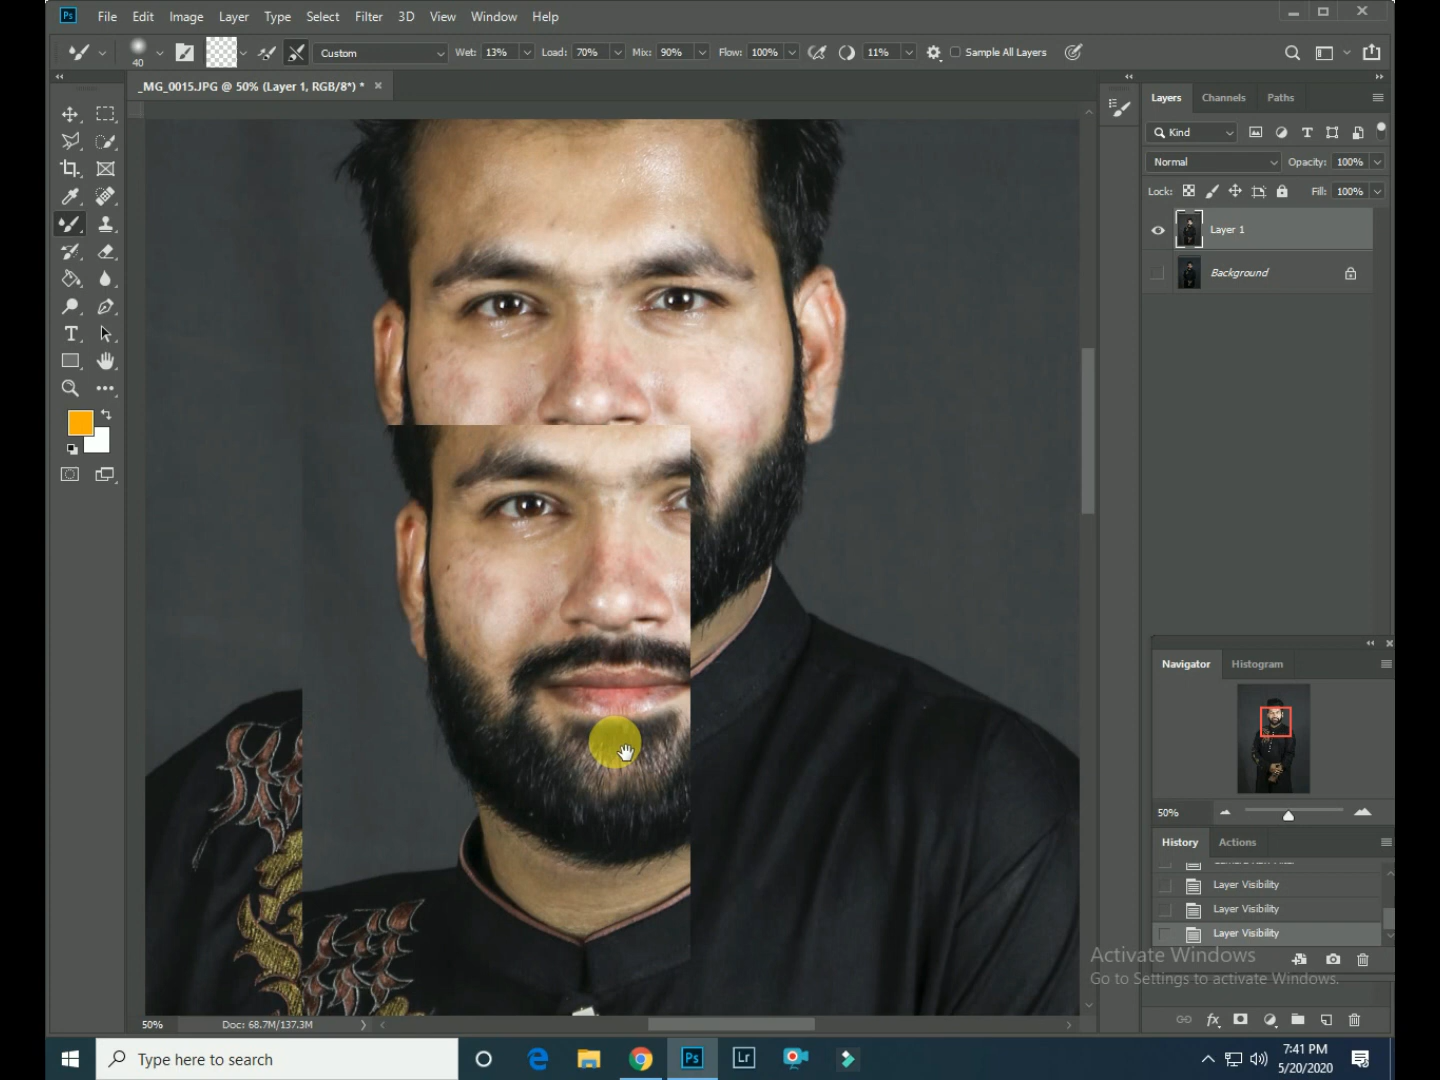 Ps File Edit Image Layer Type Select Filter 3D View Window Help
40 Custom Wet: 13% Load: 70% Mix: 90% Flow: 100% 11% Sample All Layers
_MG_0015.JPG @ 50% (Layer 1, RGB/8*) *
Layers Channels Paths
Kind
Normal Opacity: 100%
Lock: Fill: 100%
Layer 1
Background
Navigator Histogram
50%
History Actions
Layer Visibility
Layer Visibility
Layer Visibility
Activate Windows
Go to Settings to activate Windows.
50% Doc: 68.7M/137.3M
Type here to search
Ps Lr
7:41 PM
5/20/2020